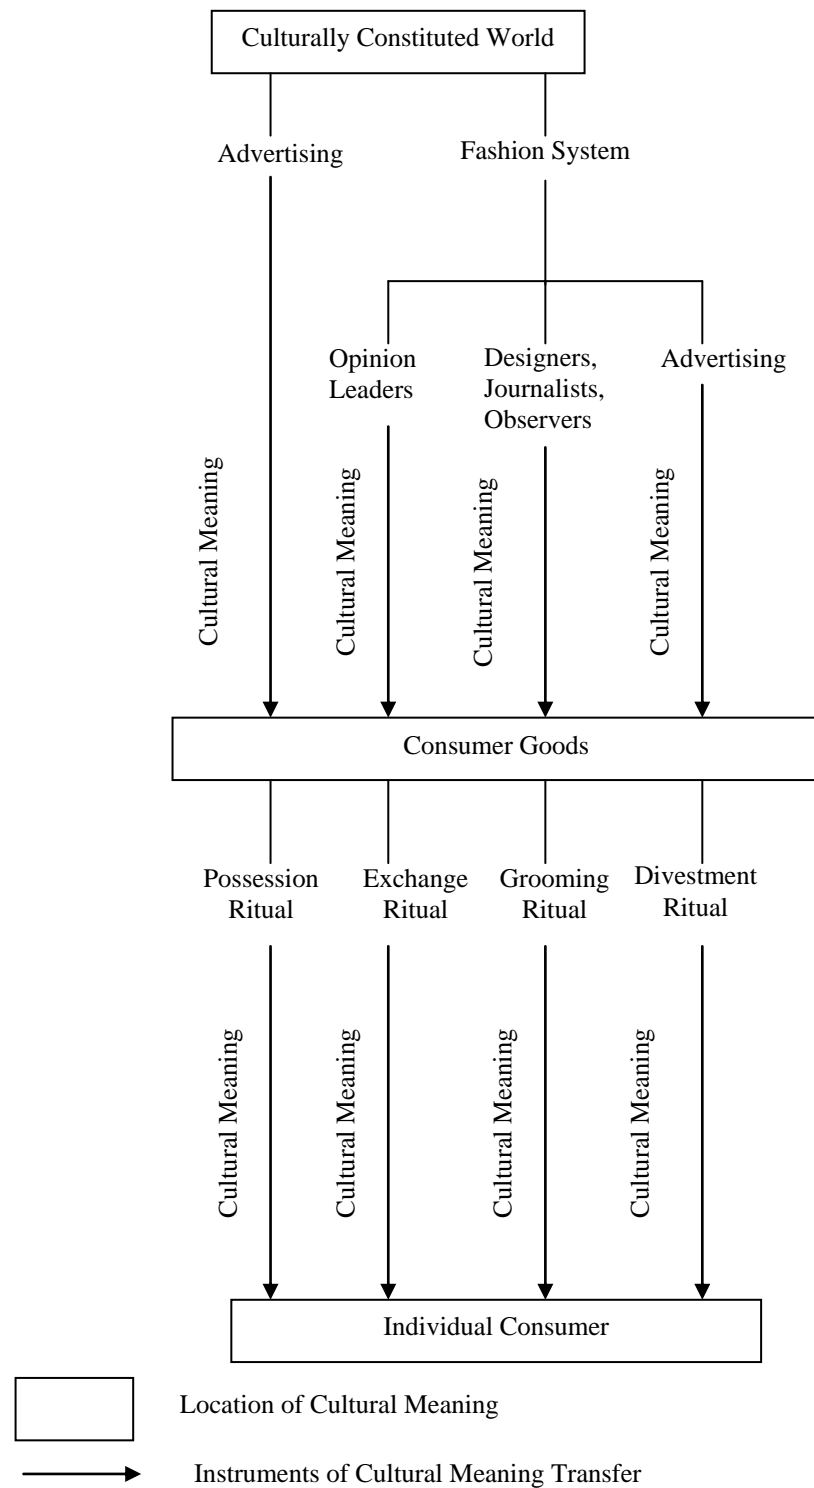 Culturally Constituted World
Advertising
Fashion System
Opinion
Leaders
Designers,
Journalists,
Observers
Advertising
Cultural Meaning
Cultural Meaning
Cultural Meaning
Cultural Meaning
Consumer Goods
Possession
Ritual
Exchange
Ritual
Grooming
Ritual
Divestment
Ritual
Cultural Meaning
Cultural Meaning
Cultural Meaning
Cultural Meaning
Individual Consumer
Location of Cultural Meaning
Instruments of Cultural Meaning Transfer